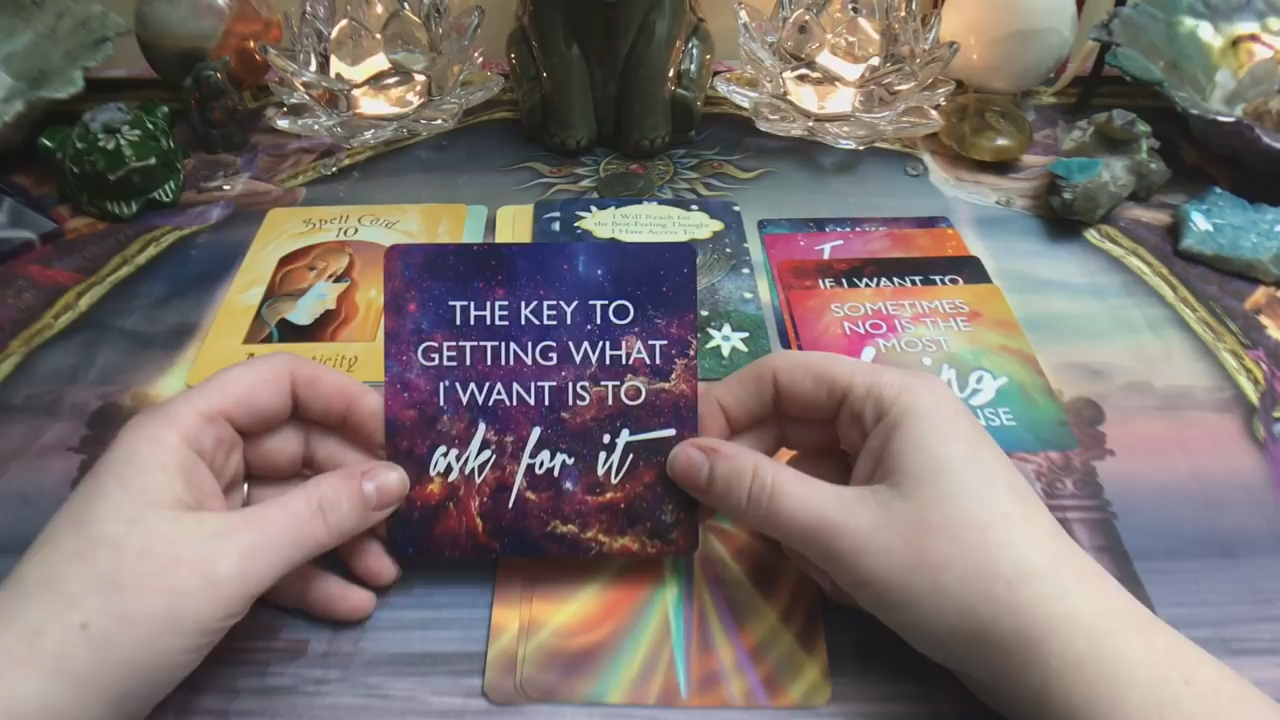 Spell Card
10
I Will Reach for
the Best-Feeling Thought
I Have Access To
THE KEY TO
GETTING WHAT
I WANT IS TO
ask for it
I MAKE
I
IF I WANT TO
SOMETIMES
NO IS THE
MOST